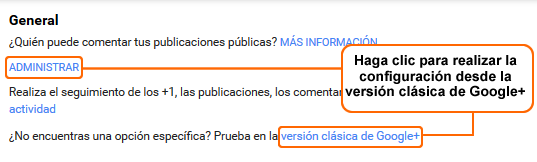 General
¿Quién puede comentar tus publicaciones públicas? MÁS INFORMACIÓN
ADMINISTRAR
Haga clic para realizar la
configuración desde la
versión clásica de Google+
Realiza el seguimiento de los +1, las publicaciones, los comentar
actividad
¿No encuentras una opción específica? Prueba en la versión clásica de Google+